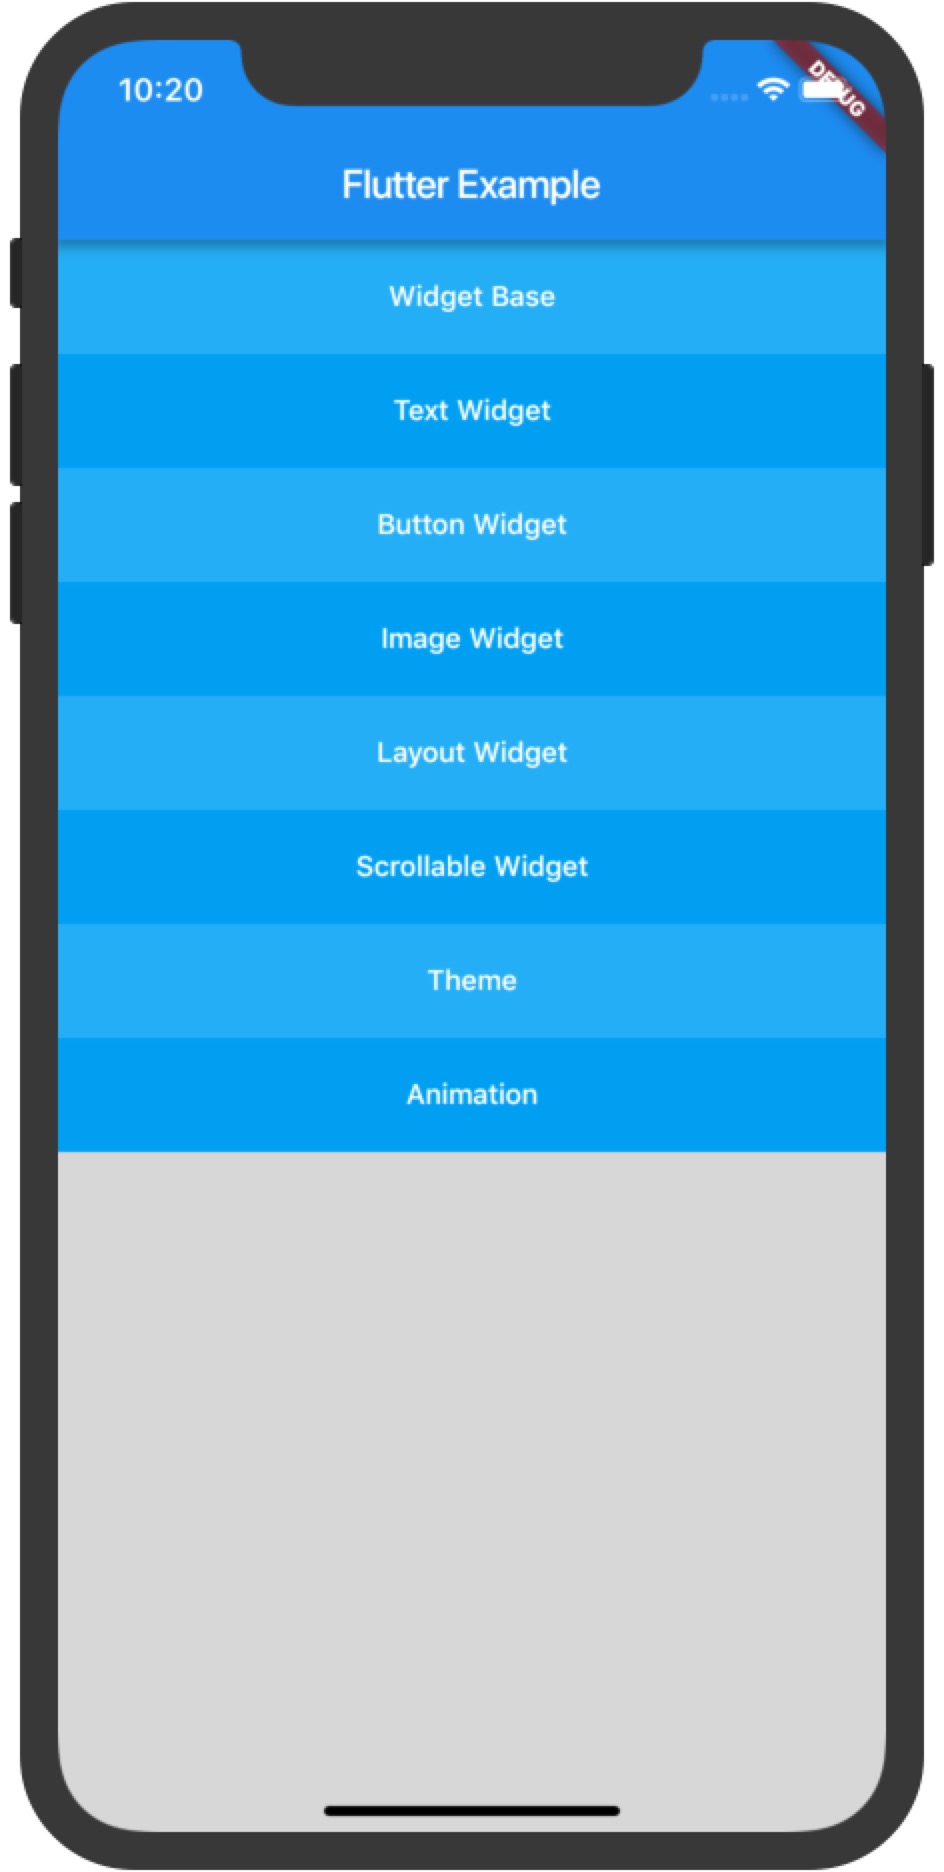 10:20
DEBUG
Flutter Example
Widget Base
Text Widget
Button Widget
Image Widget
Layout Widget
Scrollable Widget
Theme
Animation